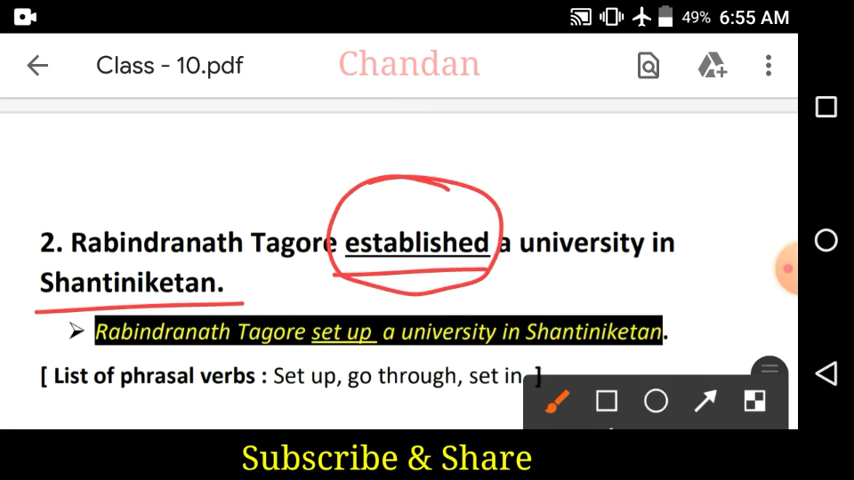 49% 6:55 AM
Class - 10.pdf
Chandan
2. Rabindranath Tagore established a university in
Shantiniketan.
➢ Rabindranath Tagore set up a university in Shantiniketan.
[ List of phrasal verbs : Set up, go through, set in ]
Subscribe & Share